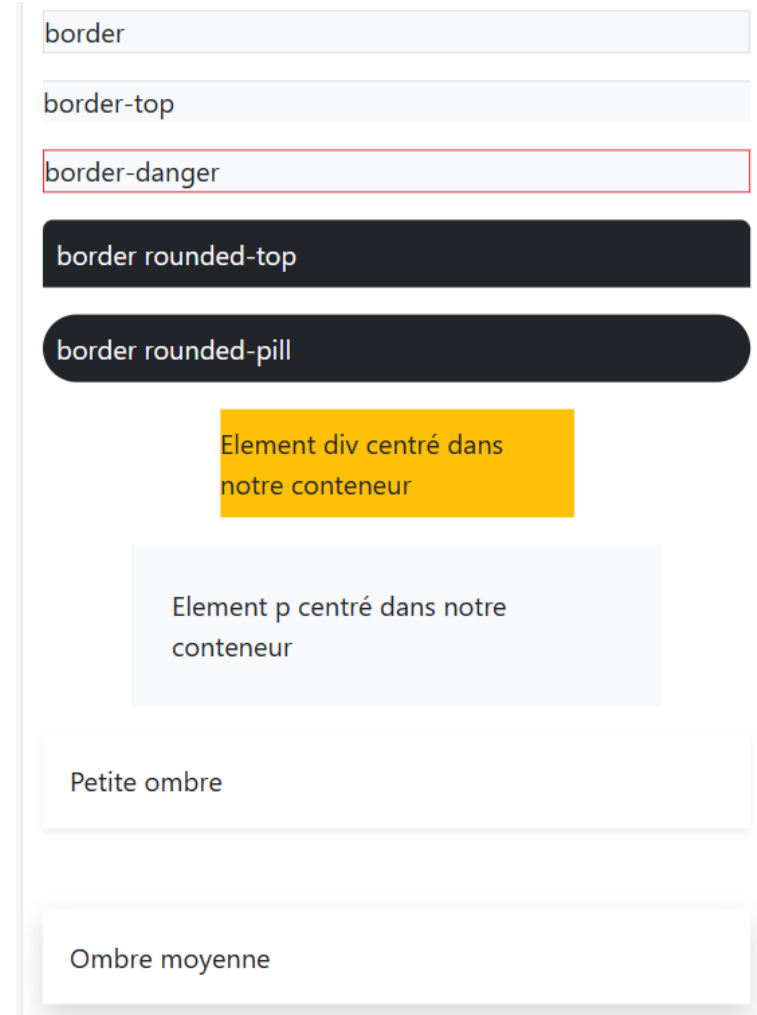 border
border-top
border-danger
border rounded-top
border rounded-pill
Element div centré dans
notre conteneur
Element p centré dans notre
conteneur
Petite ombre
Ombre moyenne